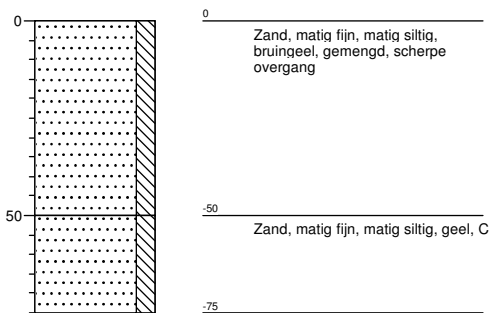 0
0
Zand, matig fijn, matig siltig,
bruingeel, gemengd, scherpe
overgang
50
-50
Zand, matig fijn, matig siltig, geel, C
-75